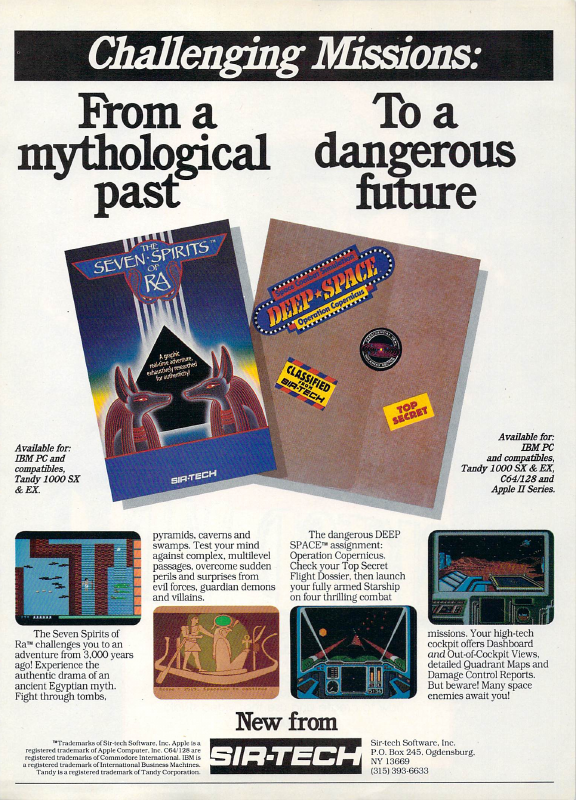 Challenging Missions:
From a
mythological
past
To a
dangerous
future
THE
SEVEN·SPIRITS™
OF
RA
A graphic
real-time adventure,
exhaustively researched
for authenticity!
SIR-TECH
DEEP★SPACE
Operation Copernicus
CLASSIFIED
FROM
SIR-TECH
TOP
SECRET
Available for:
IBM PC and
compatibles,
Tandy 1000 SX
& EX.
Available for:
IBM PC
and compatibles,
Tandy 1000 SX & EX,
C64/128 and
Apple II Series.
The Seven Spirits of
Ra™ challenges you to an
adventure from 3,000 years
ago! Experience the
authentic drama of an
ancient Egyptian myth.
Fight through tombs,
pyramids, caverns and
swamps. Test your mind
against complex, multilevel
passages, overcome sudden
perils and surprises from
evil forces, guardian demons
and villains.
The dangerous DEEP
SPACE™ assignment:
Operation Copernicus.
Check your Top Secret
Flight Dossier, then launch
your fully armed Starship
on four thrilling combat
missions. Your high-tech
cockpit offers Dashboard
and Out-of-Cockpit Views,
detailed Quadrant Maps and
Damage Control Reports.
But beware! Many space
enemies await you!
New from
SIR-TECH
™Trademarks of Sir-tech Software, Inc. Apple is a
registered trademark of Apple Computer, Inc. C64/128 are
registered trademarks of Commodore International. IBM is
a registered trademark of International Business Machines.
Tandy is a registered trademark of Tandy Corporation.
Sir-tech Software, Inc.
P.O. Box 245, Ogdensburg,
NY 13669
(315) 393-6633